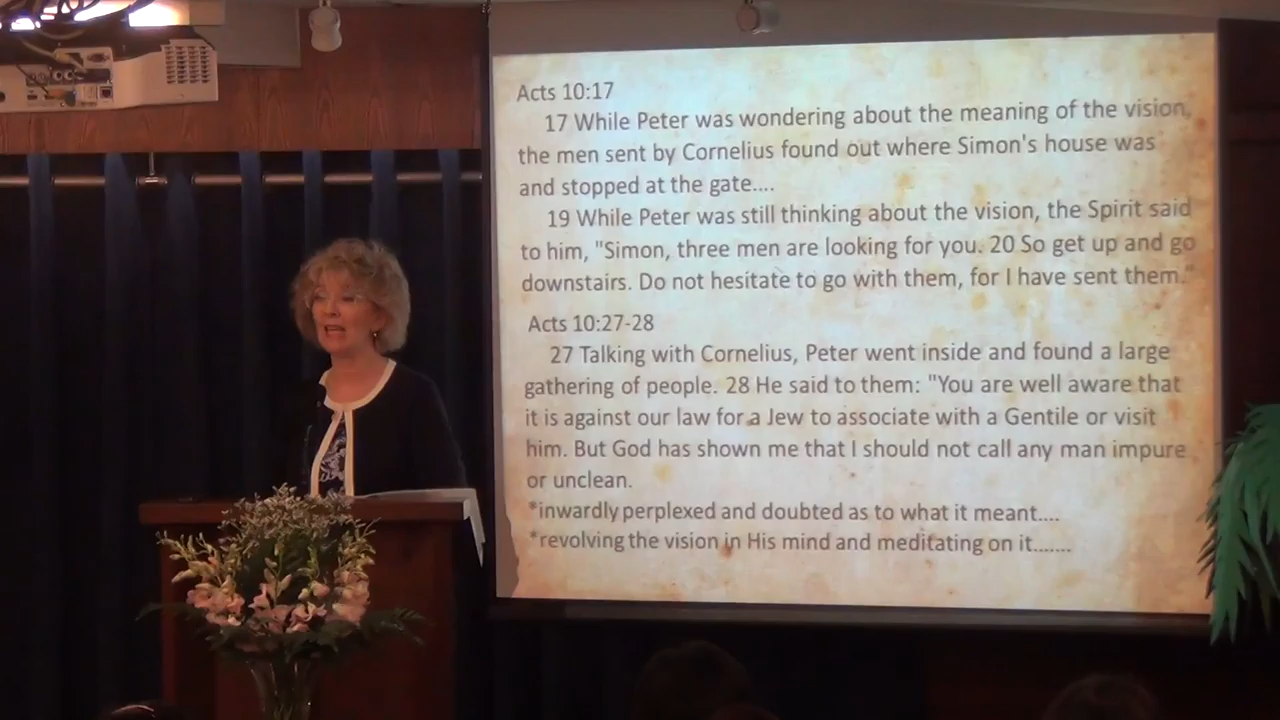 Acts 10:17
17 While Peter was wondering about the meaning of the vision,
the men sent by Cornelius found out where Simon's house was
and stopped at the gate....
19 While Peter was still thinking about the vision, the Spirit said
to him, "Simon, three men are looking for you. 20 So get up and go
downstairs. Do not hesitate to go with them, for I have sent them."
Acts 10:27-28
27 Talking with Cornelius, Peter went inside and found a large
gathering of people. 28 He said to them: "You are well aware that
it is against our law for a Jew to associate with a Gentile or visit
him. But God has shown me that I should not call any man impure
or unclean.
*inwardly perplexed and doubted as to what it meant....
*revolving the vision in His mind and meditating on it.......